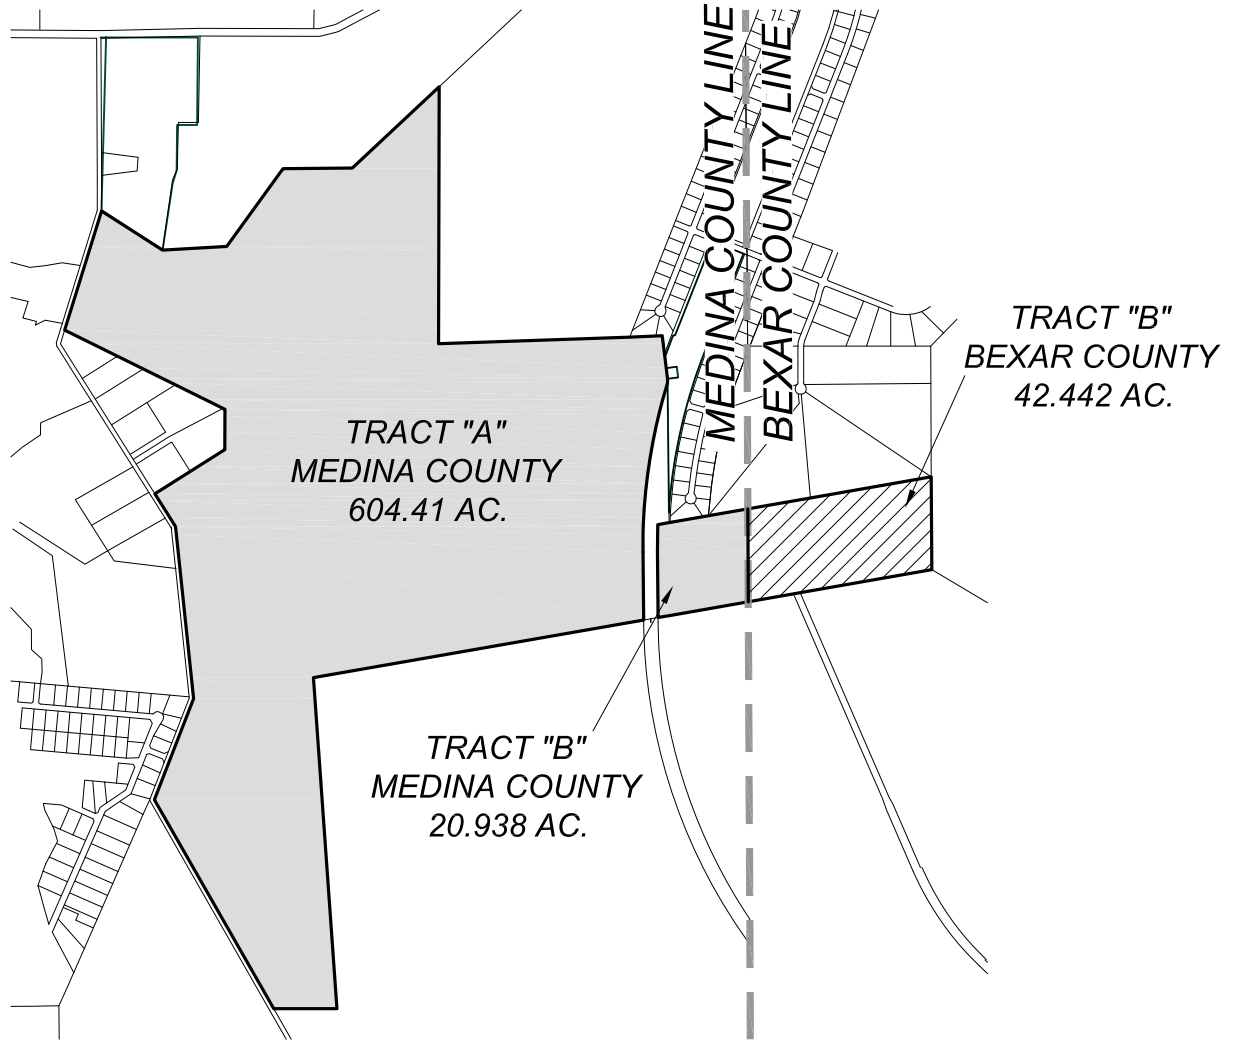 MEDINA COUNTY LINE
BEXAR COUNTY LINE
TRACT "B"
BEXAR COUNTY
42.442 AC.
TRACT "A"
MEDINA COUNTY
604.41 AC.
TRACT "B"
MEDINA COUNTY
20.938 AC.